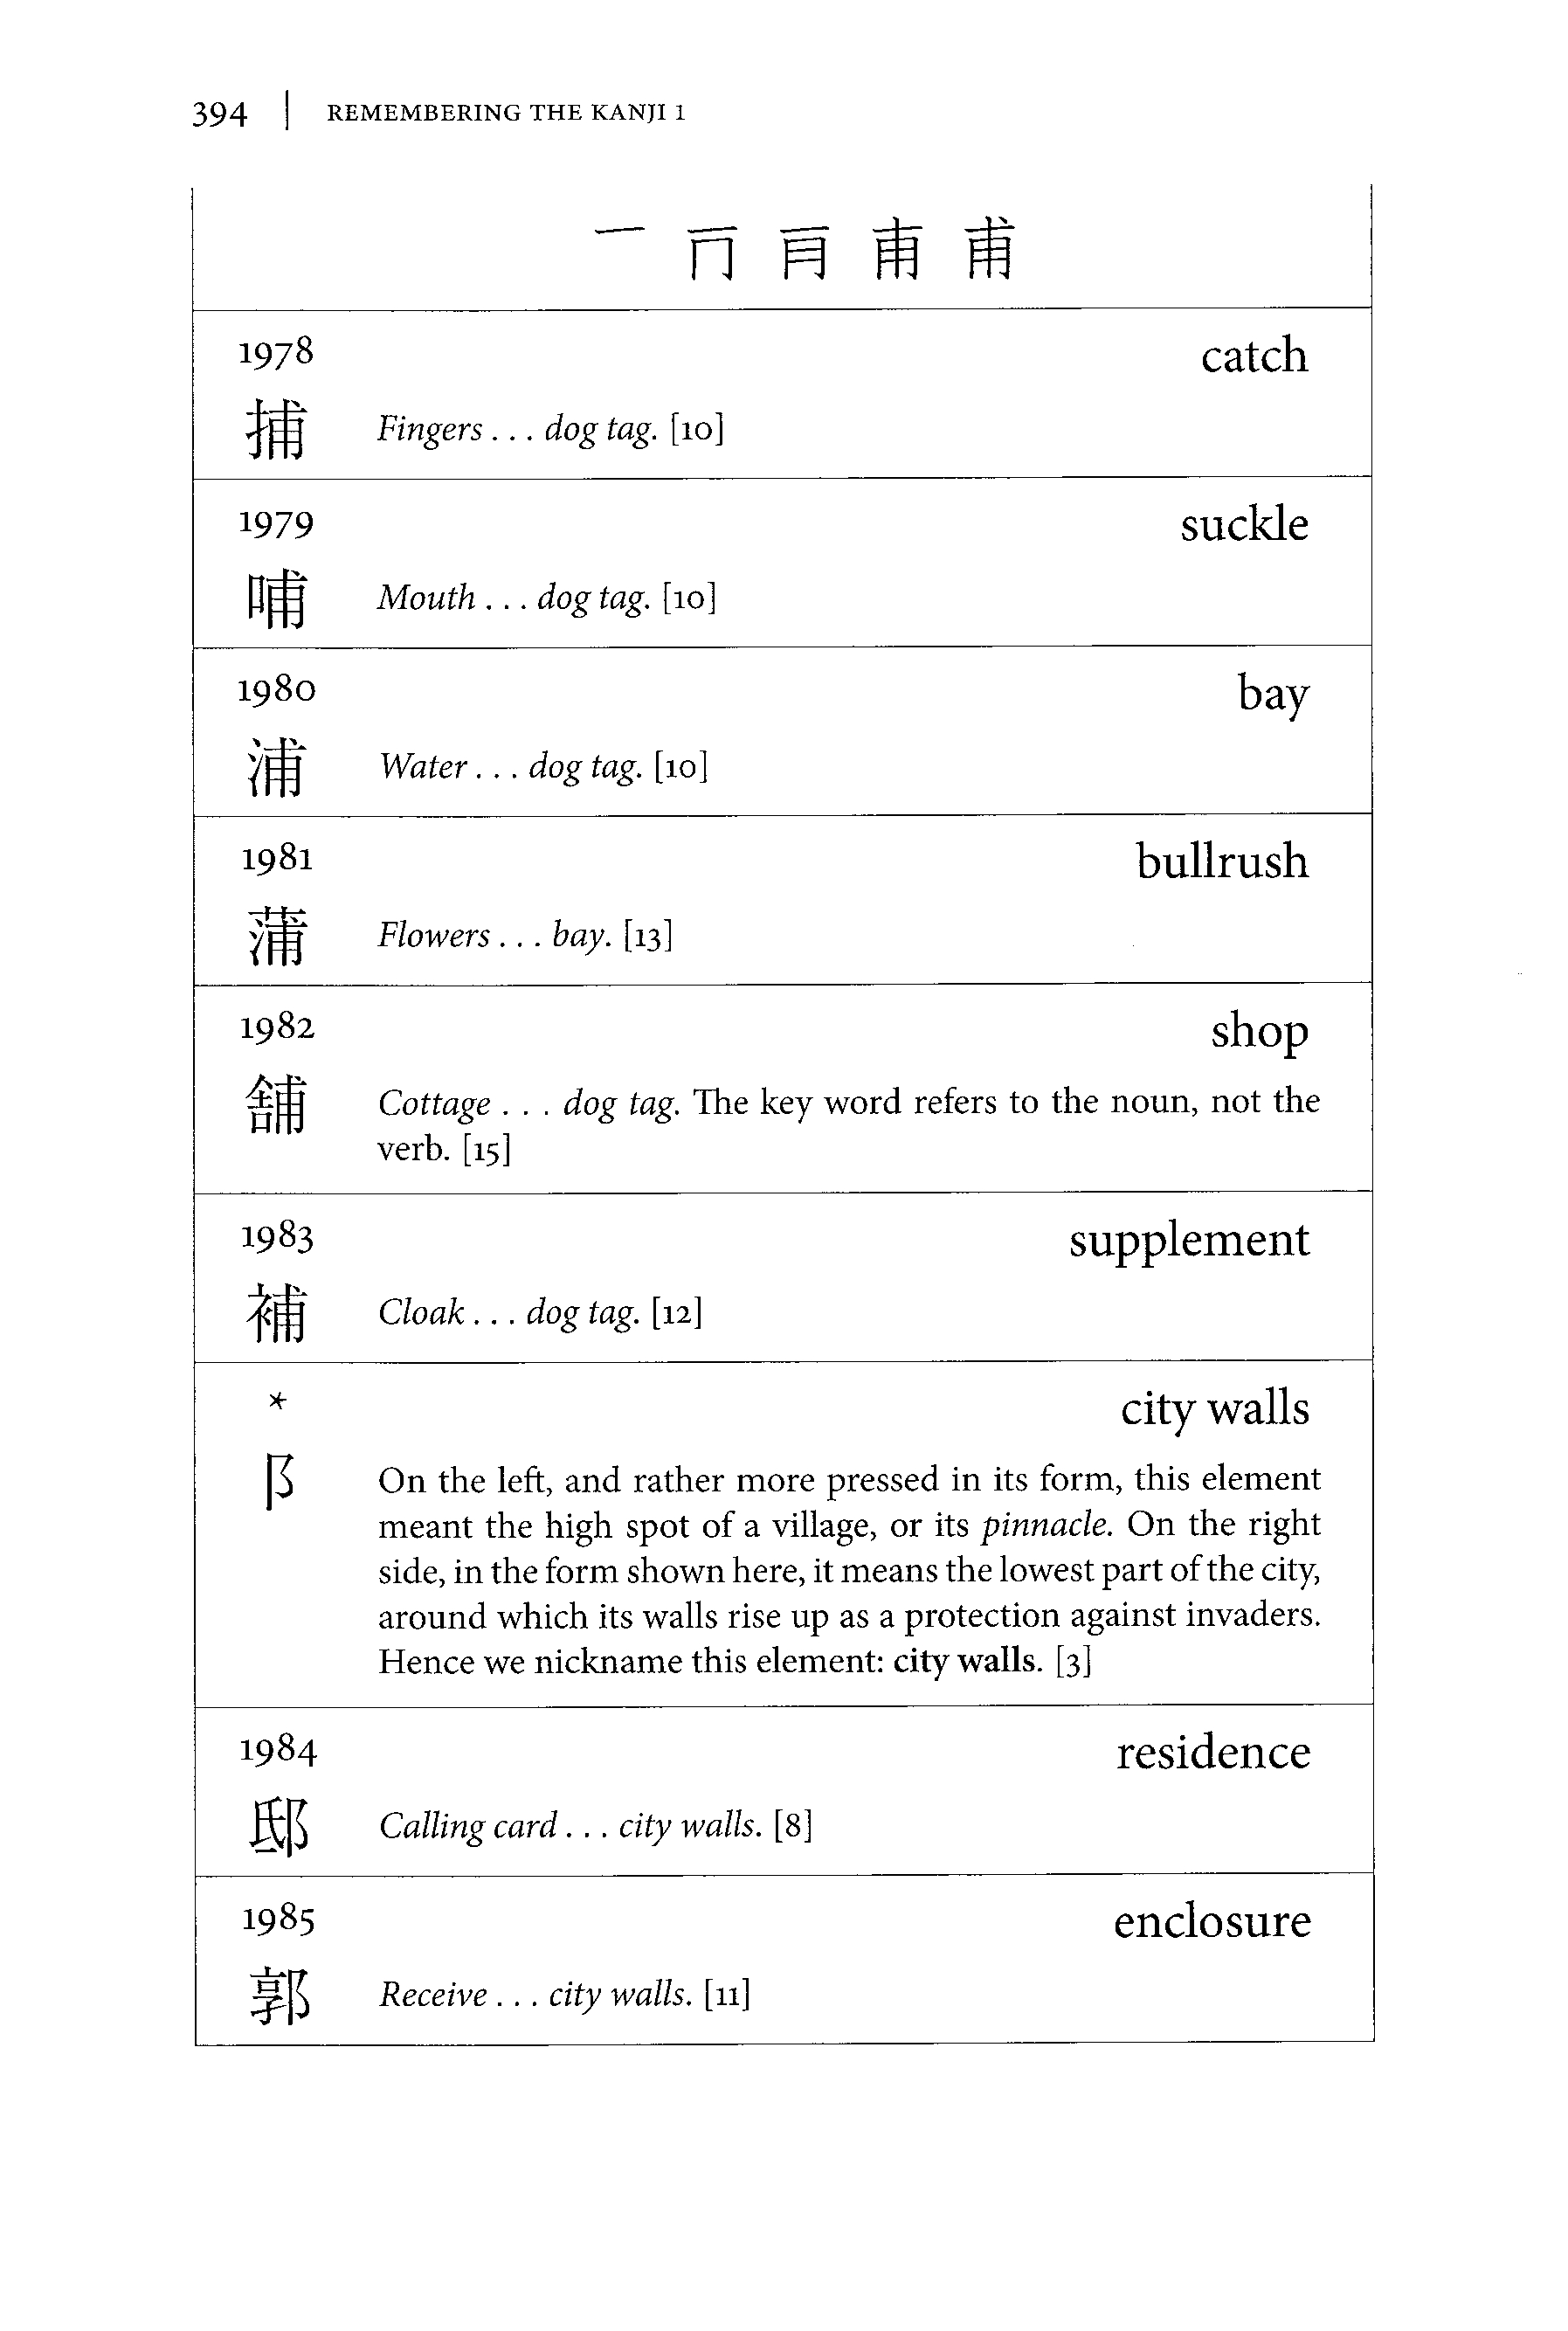 394 | REMEMBERING THE KANJI 1
一 冂 甫
1978 catch
捕 Fingers . . . dog tag. [10]
1979 suckle
哺 Mouth . . . dog tag. [10]
1980 bay
浦 Water . . . dog tag. [10]
1981 bullrush
蒲 Flowers . . . bay. [13]
1982 shop
舗 Cottage . . . dog tag. The key word refers to the noun, not the
verb. [15]
1983 supplement
補 Cloak . . . dog tag. [12]
* city walls
阝 On the left, and rather more pressed in its form, this element
meant the high spot of a village, or its pinnacle. On the right
side, in the form shown here, it means the lowest part of the city,
around which its walls rise up as a protection against invaders.
Hence we nickname this element: city walls. [3]
1984 residence
邸 Calling card . . . city walls. [8]
1985 enclosure
郭 Receive . . . city walls. [11]